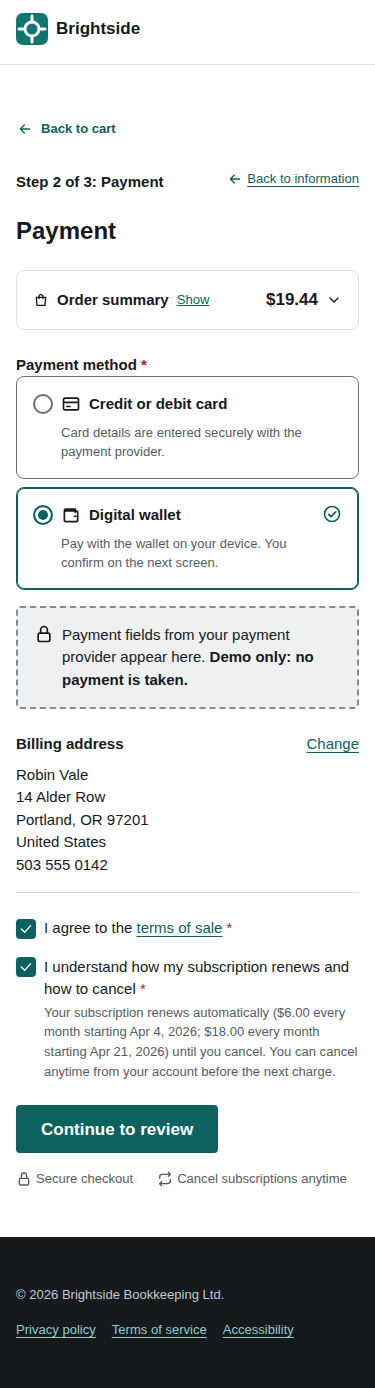 Brightside
Back to cart
Step 2 of 3: Payment
Back to information
Payment
Order summary Show $19.44
Payment method *
Credit or debit card
Card details are entered securely with the
payment provider.
Digital wallet
Pay with the wallet on your device. You
confirm on the next screen.
Payment fields from your payment
provider appear here. Demo only: no
payment is taken.
Billing address
Change
Robin Vale
14 Alder Row
Portland, OR 97201
United States
503 555 0142
I agree to the terms of sale *
I understand how my subscription renews and
how to cancel *
Your subscription renews automatically ($6.00 every
month starting Apr 4, 2026; $18.00 every month
starting Apr 21, 2026) until you cancel. You can cancel
anytime from your account before the next charge.
Continue to review
Secure checkout
Cancel subscriptions anytime
© 2026 Brightside Bookkeeping Ltd.
Privacy policy Terms of service Accessibility